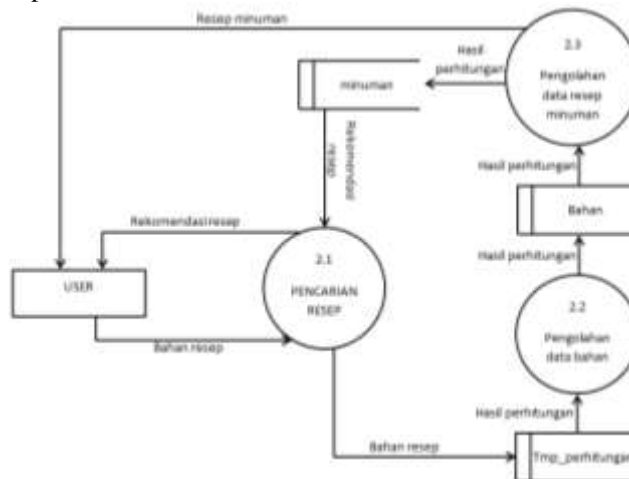 Resep minuman
2.3
Pengolahan
data resep
minuman
Hasil
perhitungan
minuman
Rekomendasi
resep
Hasil perhitungan
Bahan
Rekomendasi resep
2.1
PENCARIAN
RESEP
USER
Hasil perhitungan
2.2
Pengolahan
data bahan
Bahan resep
Hasil perhitungan
Bahan resep
Tmp_perhitungan